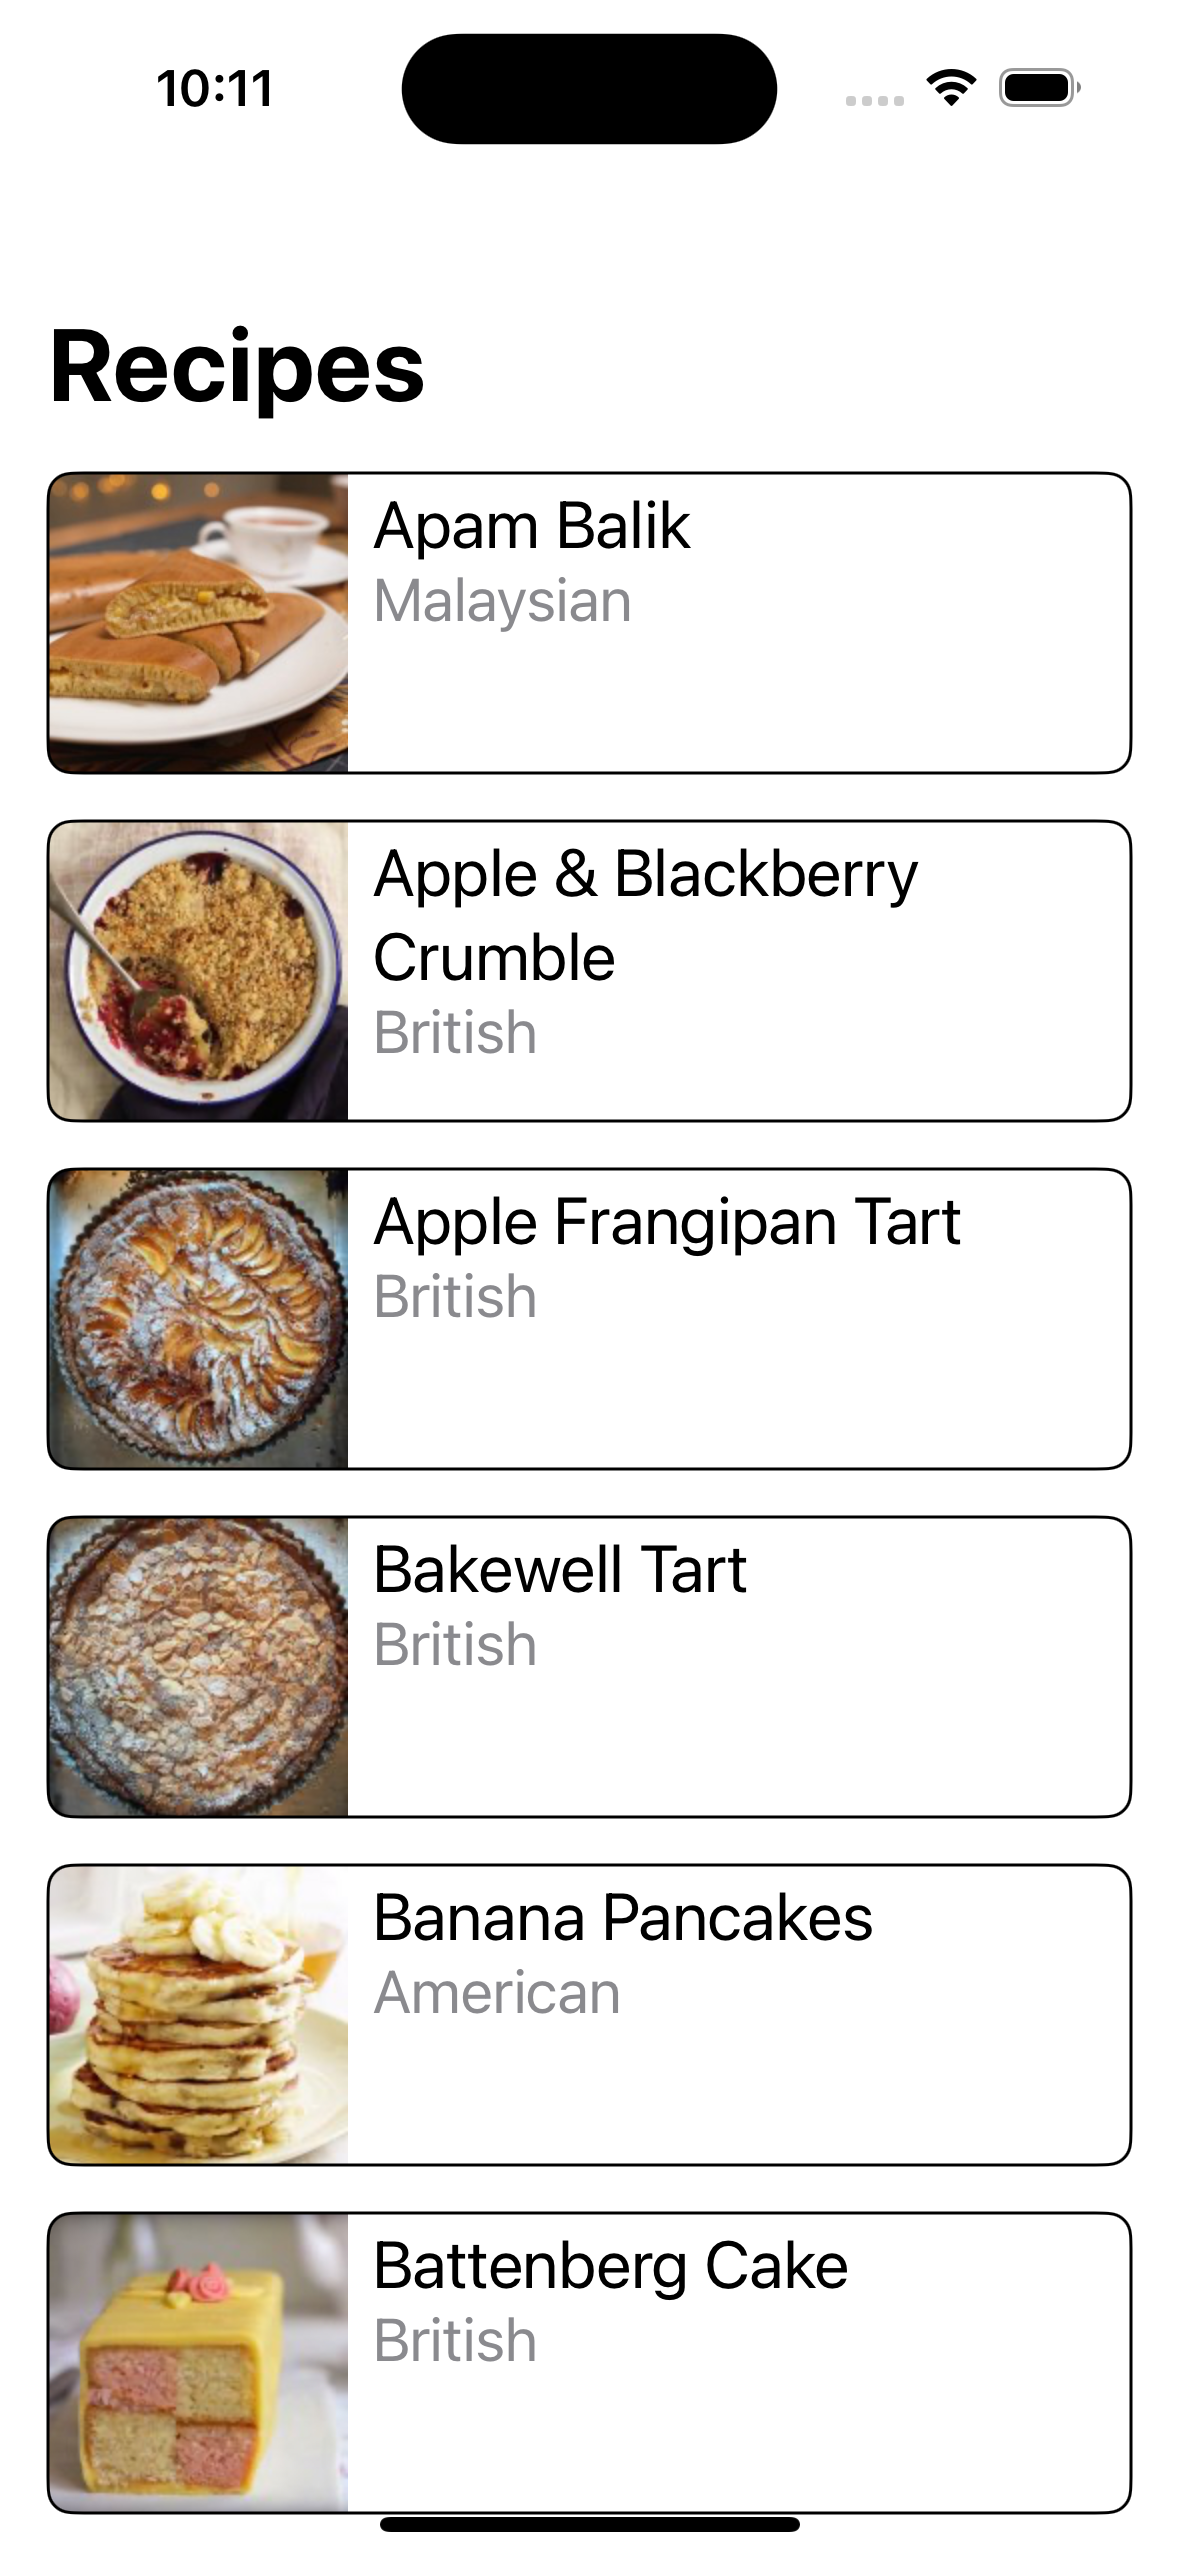 10:11
Recipes
Apam Balik
Malaysian
Apple & Blackberry
Crumble
British
Apple Frangipan Tart
British
Bakewell Tart
British
Banana Pancakes
American
Battenberg Cake
British